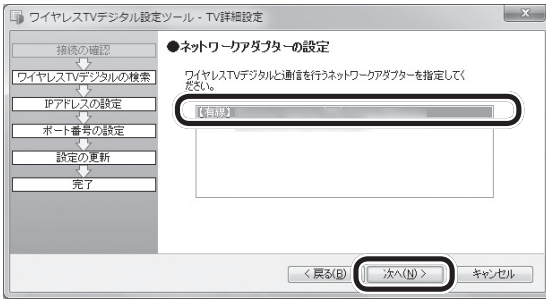 ワイヤレスTVデジタル設定ツール - TV詳細設定
接続の確認
ワイヤレスTVデジタルの検索
IPアドレスの設定
ポート番号の設定
設定の更新
完了
●ネットワークアダプターの設定
ワイヤレスTVデジタルと通信を行うネットワークアダプターを指定してく
ださい。
【有線】
< 戻る(B)
次へ(N) >
キャンセル